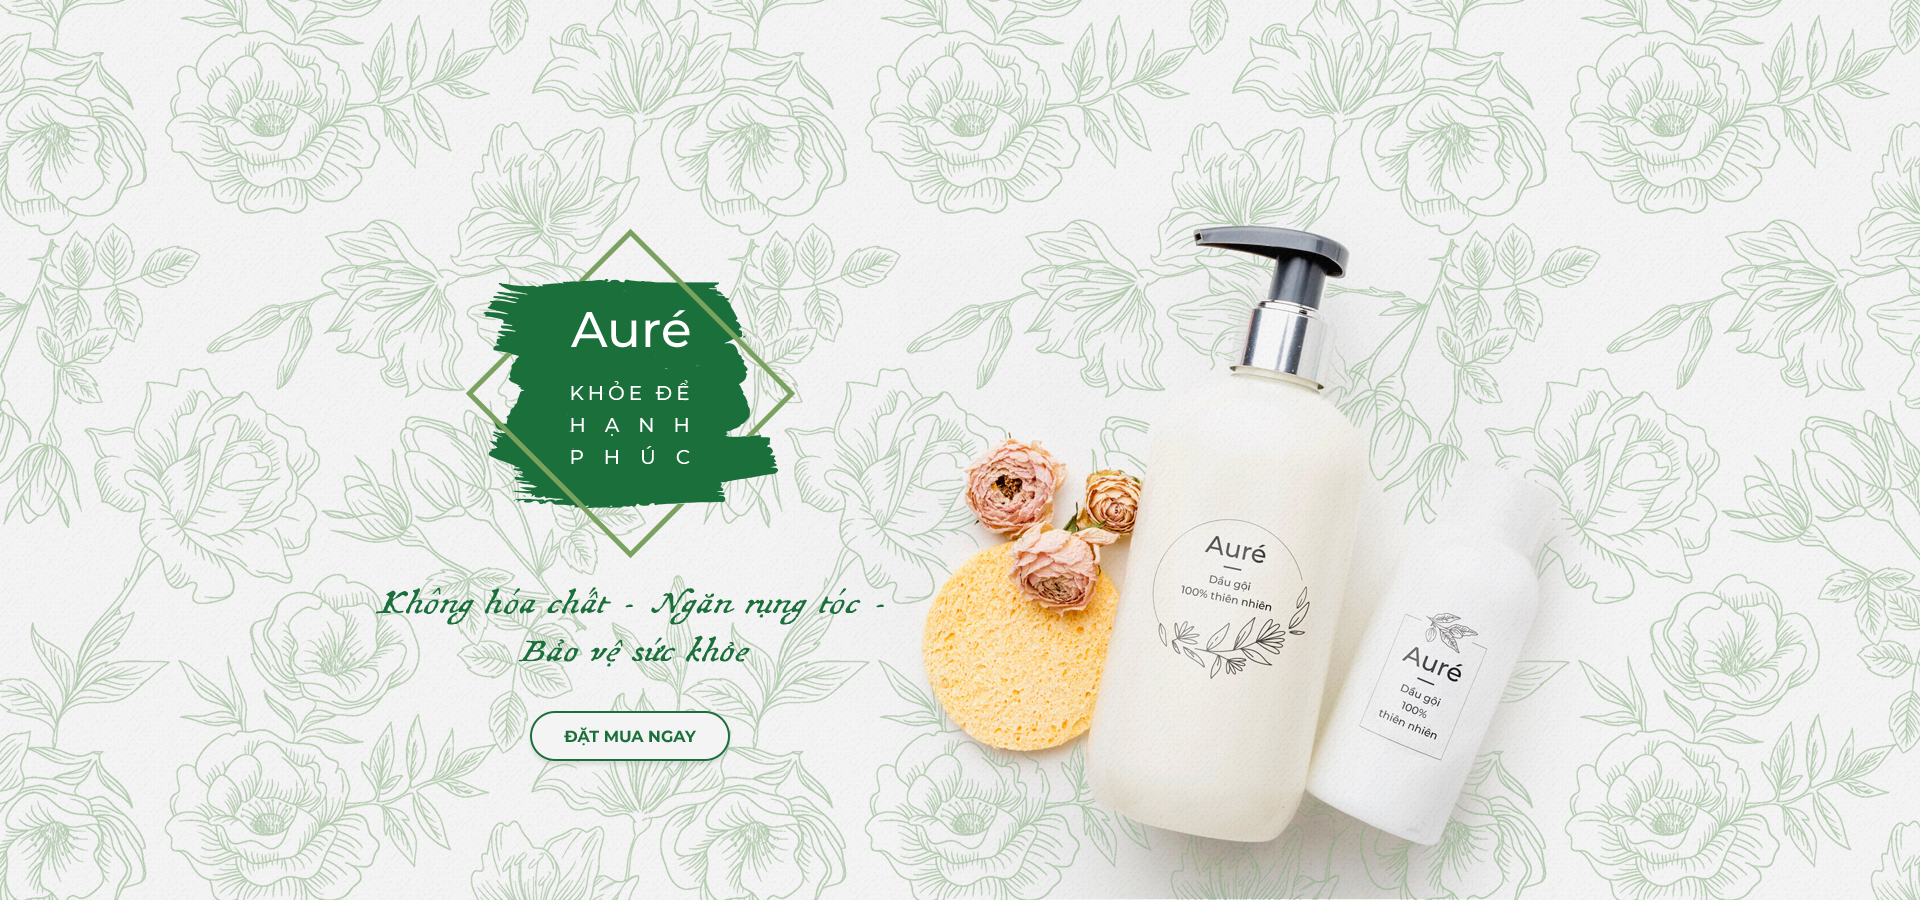 Auré
KHỎE ĐỂ
HẠNH
PHÚC
Không hóa chất - Ngăn rụng tóc -
Bảo vệ sức khỏe
ĐẶT MUA NGAY
Auré
Dầu gội
100% thiên nhiên
Auré
Dầu gội
100%
thiên nhiên